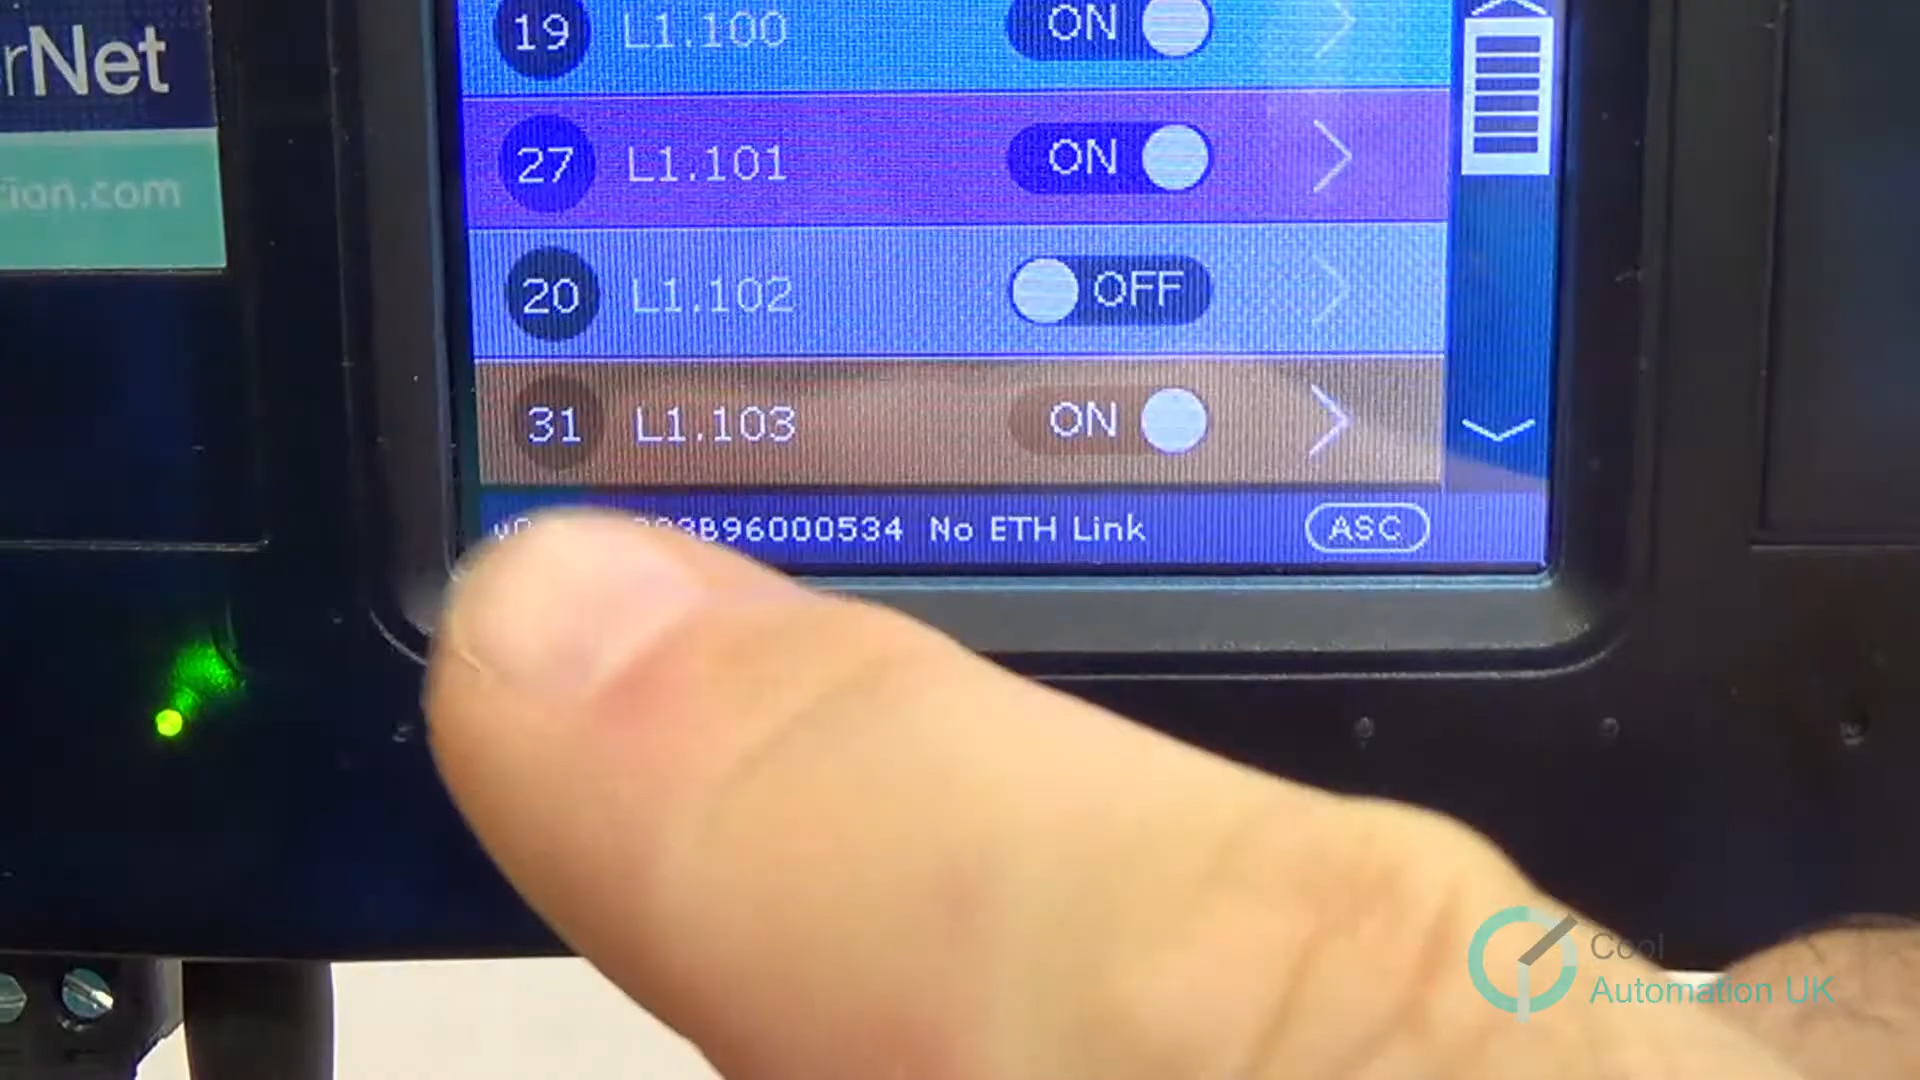 rNet
tion.com
19 L1.100 ON
27 L1.101 ON
20 L1.102 OFF
31 L1.103 ON
B96000534 No ETH Link ASC
Cool
Automation UK